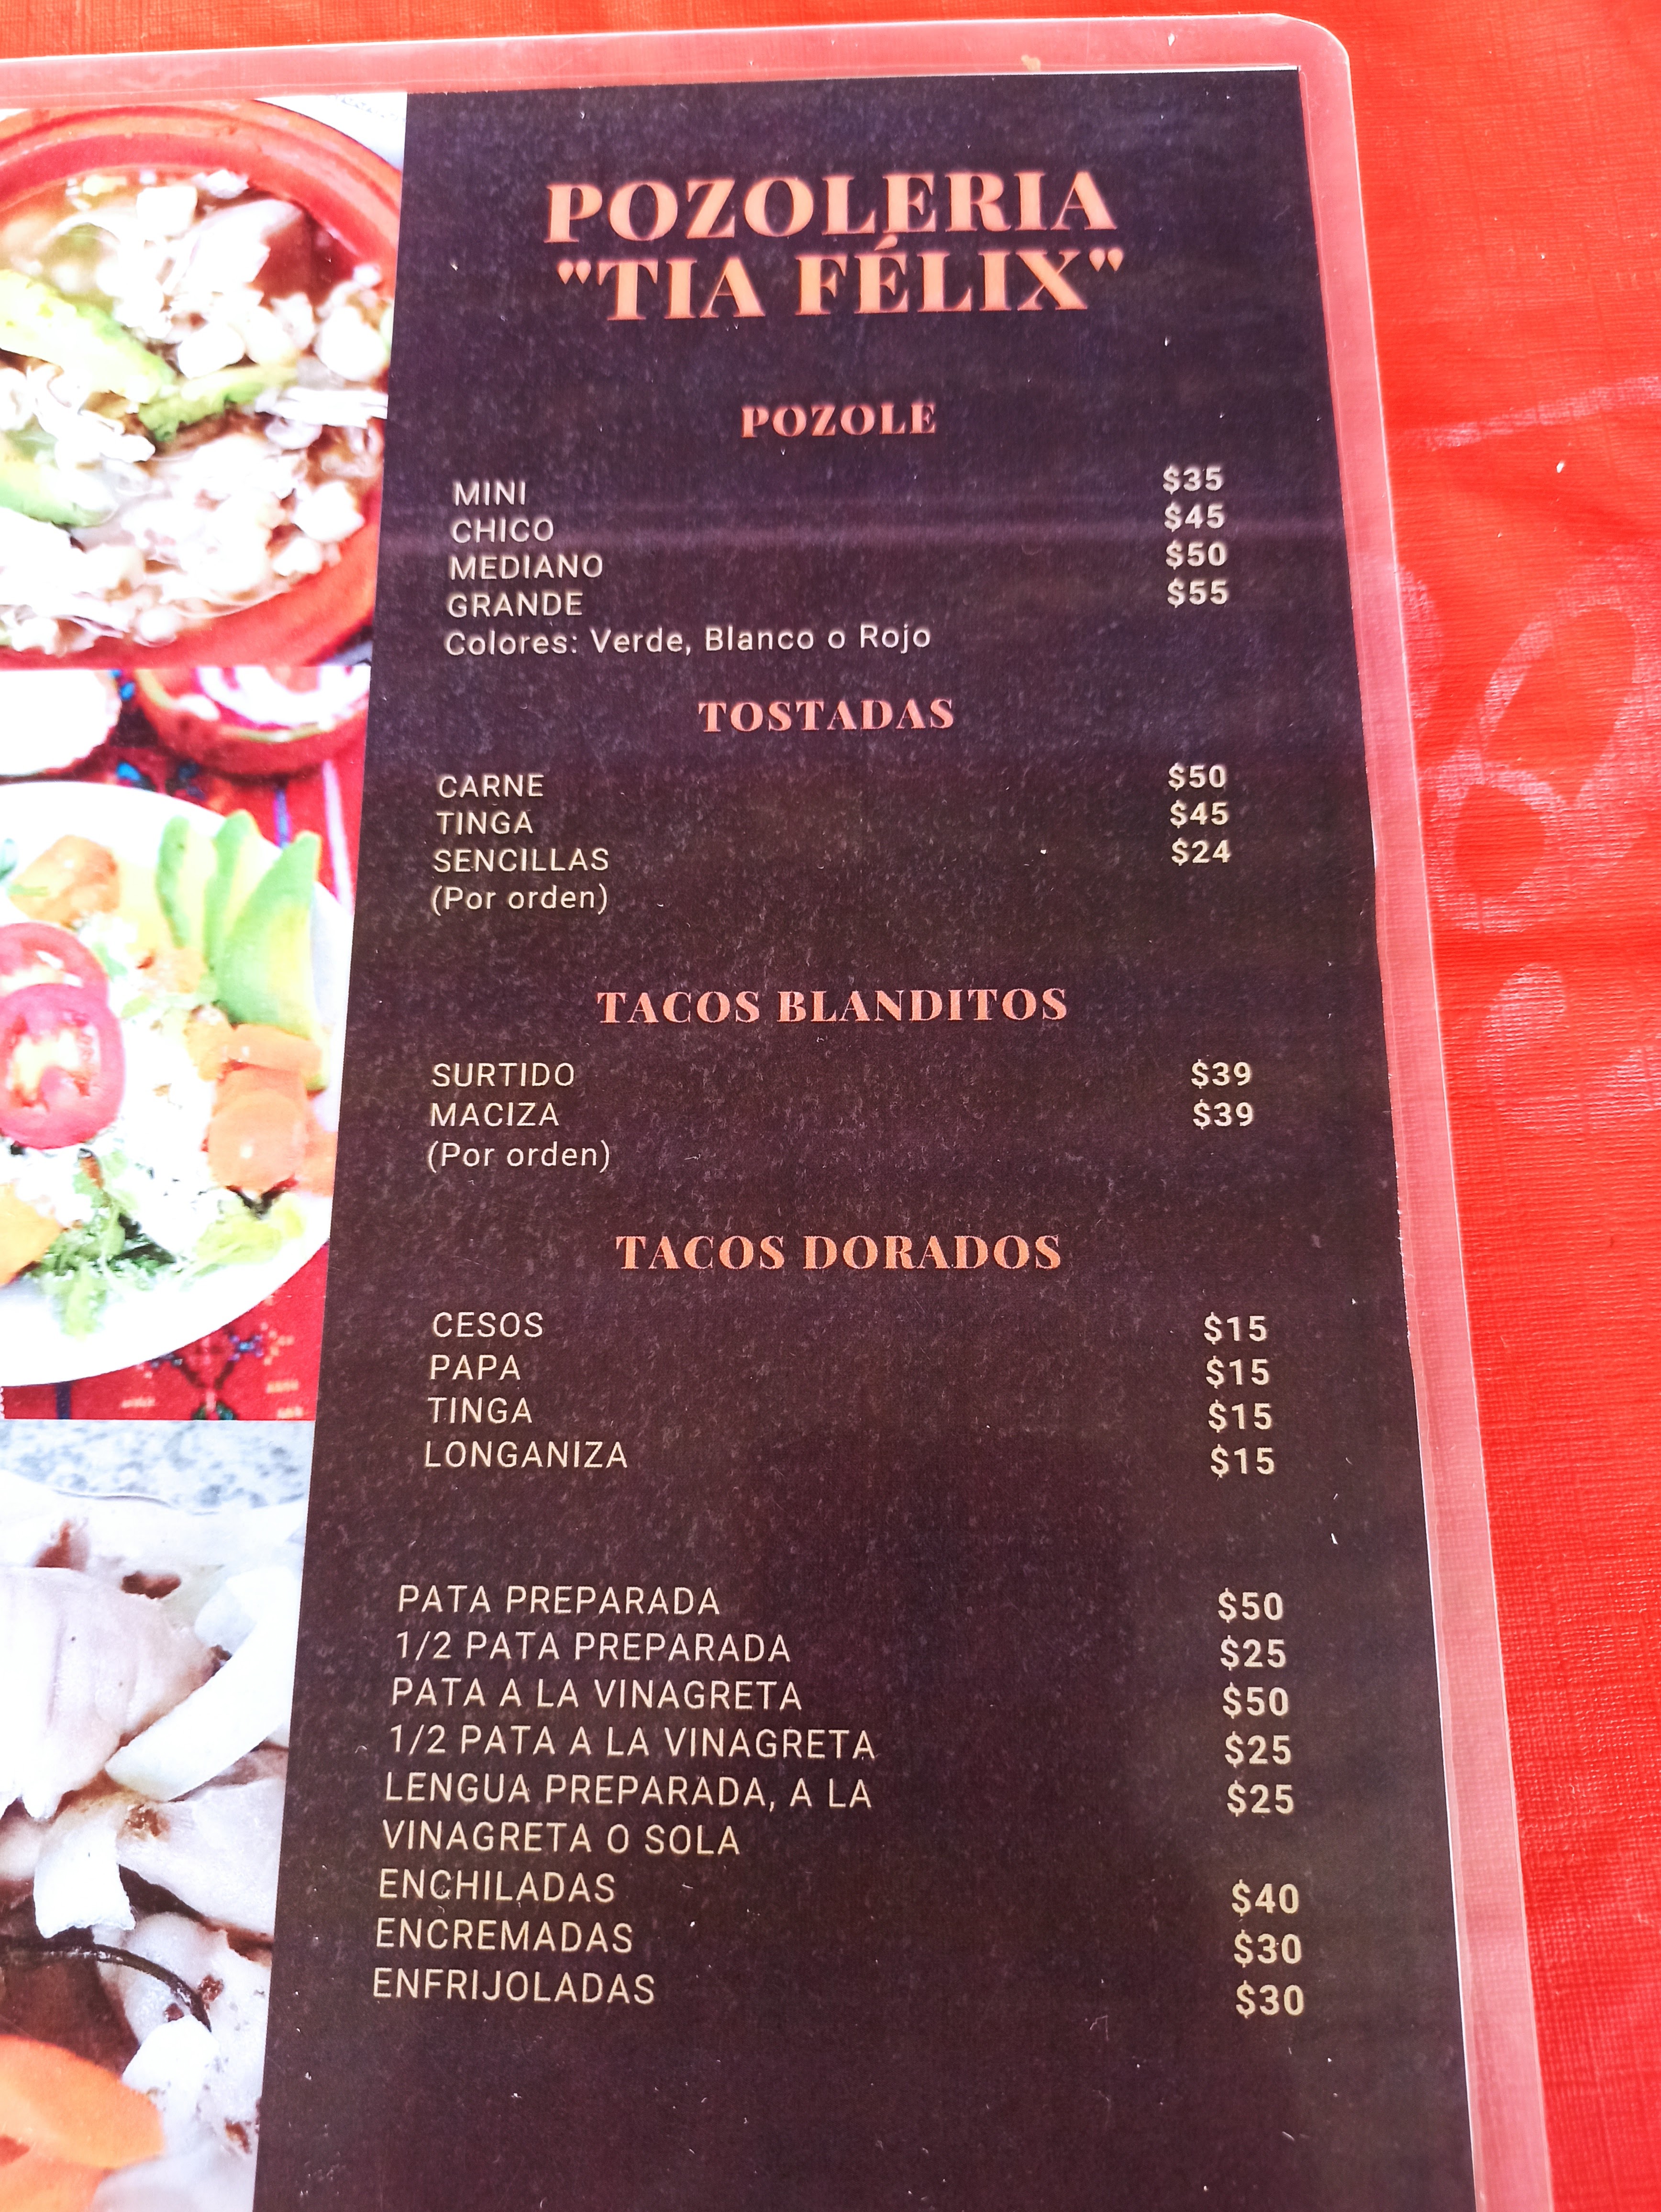 POZOLERIA
"TIA FÉLIX"
POZOLE
MINI $35
CHICO $45
MEDIANO $50
GRANDE $55
Colores: Verde, Blanco o Rojo
TOSTADAS
CARNE $50
TINGA $45
SENCILLAS $24
(Por orden)
TACOS BLANDITOS
SURTIDO $39
MACIZA $39
(Por orden)
TACOS DORADOS
CESOS $15
PAPA $15
TINGA $15
LONGANIZA $15
PATA PREPARADA $50
1/2 PATA PREPARADA $25
PATA A LA VINAGRETA $50
1/2 PATA A LA VINAGRETA $25
LENGUA PREPARADA, A LA $25
VINAGRETA O SOLA
ENCHILADAS $40
ENCREMADAS $30
ENFRIJOLADAS $30